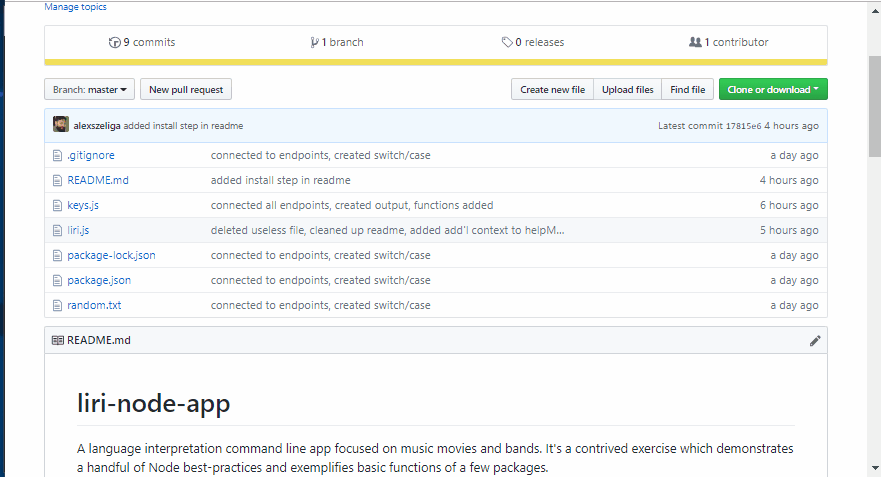 Manage topics
9 commits 1 branch 0 releases 1 contributor
Branch: master New pull request Create new file Upload files Find file Clone or download
alexszeliga added install step in readme Latest commit 17815e6 4 hours ago
.gitignore connected to endpoints, created switch/case a day ago
README.md added install step in readme 4 hours ago
keys.js connected all endpoints, created output, functions added 6 hours ago
liri.js deleted useless file, cleaned up readme, added add'l context to helpM... 5 hours ago
package-lock.json connected to endpoints, created switch/case a day ago
package.json connected to endpoints, created switch/case a day ago
random.txt connected to endpoints, created switch/case a day ago
README.md
liri-node-app
A language interpretation command line app focused on music movies and bands. It's a contrived exercise which demonstrates
a handful of Node best-practices and exemplifies basic functions of a few packages.